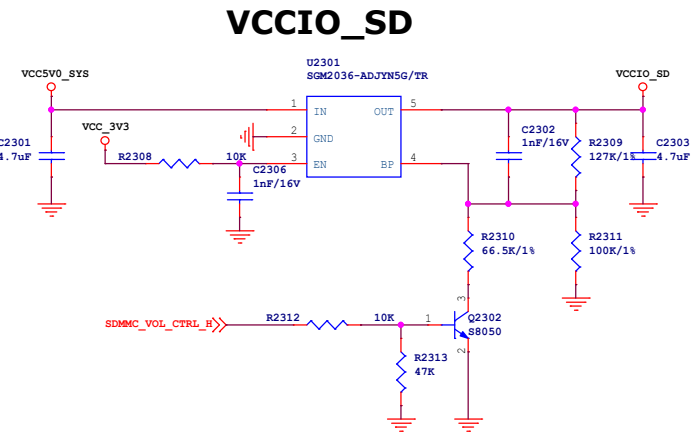 VCCIO_SD
U2301
SGM2036-ADJYN5G/TR
VCC5V0_SYS
VCCIO_SD
1 IN OUT 5
VCC_3V3
2 GND
C2301
4.7uF
C2302
1nF/16V
R2309
127K/1%
C2303
4.7uF
R2308 10K 3 EN BP 4
C2306
1nF/16V
R2310
66.5K/1%
R2311
100K/1%
3
SDMMC_VOL_CTRL_H
R2312 10K 1
Q2302
S8050
2
R2313
47K